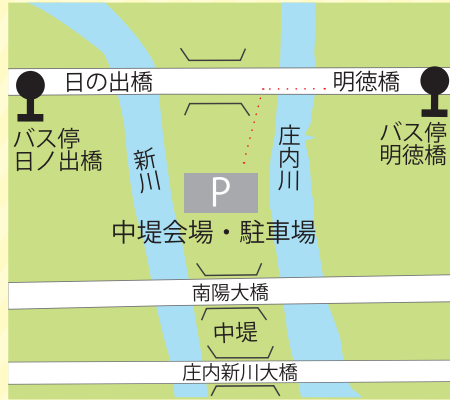 日の出橋
明徳橋
バス停
日ノ出橋
バス停
明徳橋
新川
庄内川
P
中堤会場・駐車場
南陽大橋
中堤
庄内新川大橋